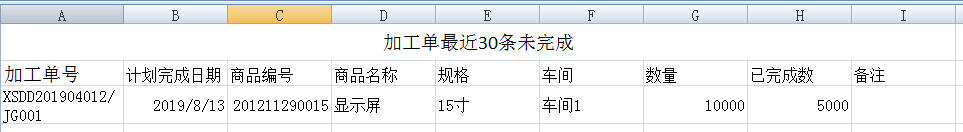 A B C D E F G H I
加工单最近30条未完成
加工单号 计划完成日期 商品编号 商品名称 规格 车间 数量 已完成数 备注
XSDD201904012/
JG001 2019/8/13 201211290015 显示屏 15寸 车间1 10000 5000